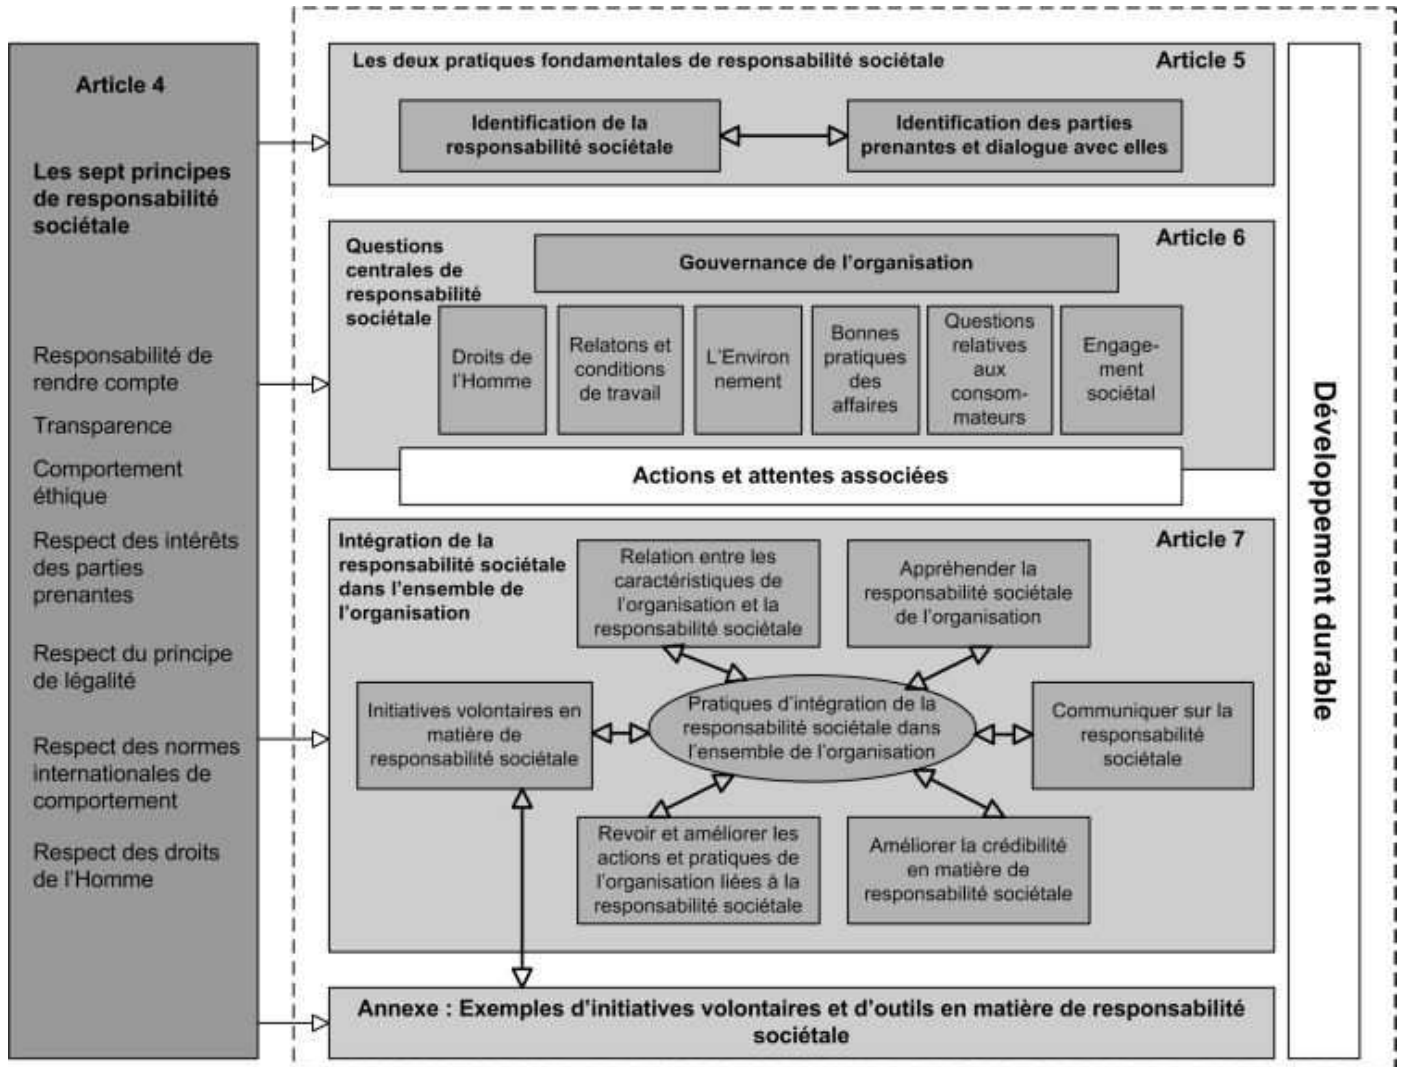 Article 4
Les sept principes
de responsabilité
sociétale
Responsabilité de
rendre compte
Transparence
Comportement
éthique
Respect des intérêts
des parties
prenantes
Respect du principe
de légalité
Respect des normes
internationales de
comportement
Respect des droits
de l'Homme
Les deux pratiques fondamentales de responsabilité sociétale
Article 5
Identification de la
responsabilité sociétale
Identification des parties
prenantes et dialogue avec elles
Questions
centrales de
responsabilité
sociétale
Article 6
Gouvernance de l'organisation
Droits de
l'Homme
Relatons et
conditions
de travail
L'Environ
nement
Bonnes
pratiques
des
affaires
Questions
relatives
aux
consom-
mateurs
Engage-
ment
sociétal
Actions et attentes associées
Intégration de la
responsabilité sociétale
dans l'ensemble de
l'organisation
Article 7
Relation entre les
caractéristiques de
l'organisation et la
responsabilité sociétale
Appréhender la
responsabilité sociétale
de l'organisation
Initiatives volontaires en
matière de
responsabilité sociétale
Pratiques d'intégration de la
responsabilité sociétale dans
l'ensemble de l'organisation
Communiquer sur la
responsabilité
sociétale
Revoir et améliorer les
actions et pratiques de
l'organisation liées à la
responsabilité sociétale
Améliorer la crédibilité
en matière de
responsabilité sociétale
Annexe : Exemples d'initiatives volontaires et d'outils en matière de responsabilité
sociétale
Développement durable